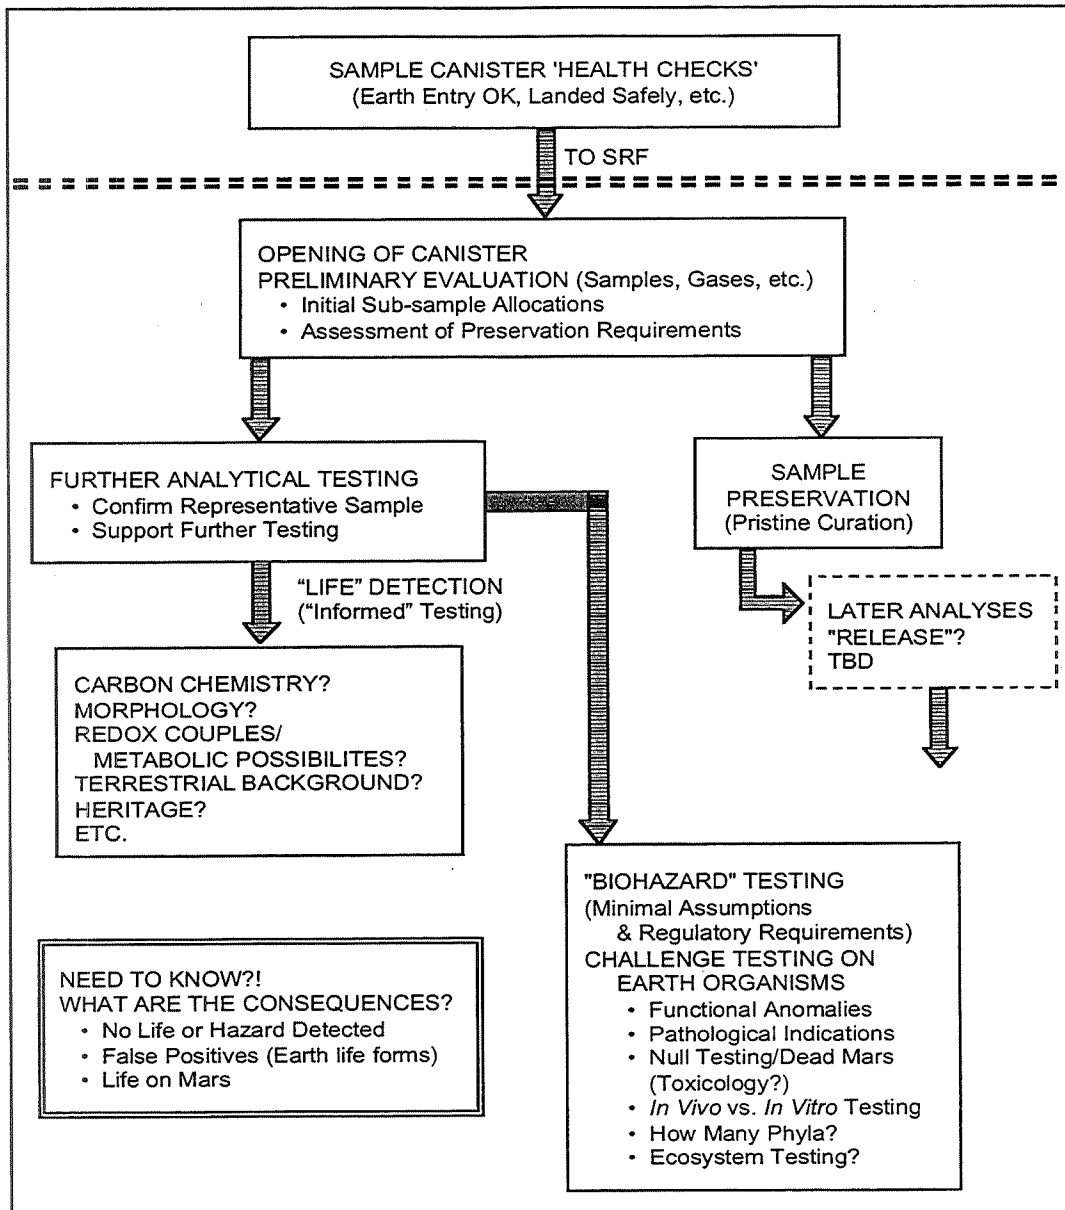 SAMPLE CANISTER 'HEALTH CHECKS'
(Earth Entry OK, Landed Safely, etc.)
TO SRF
OPENING OF CANISTER
PRELIMINARY EVALUATION (Samples, Gases, etc.)
• Initial Sub-sample Allocations
• Assessment of Preservation Requirements
FURTHER ANALYTICAL TESTING
• Confirm Representative Sample
• Support Further Testing
SAMPLE
PRESERVATION
(Pristine Curation)
"LIFE" DETECTION
("Informed" Testing)
LATER ANALYSES
"RELEASE"?
TBD
CARBON CHEMISTRY?
MORPHOLOGY?
REDOX COUPLES/
METABOLIC POSSIBILITES?
TERRESTRIAL BACKGROUND?
HERITAGE?
ETC.
"BIOHAZARD" TESTING
(Minimal Assumptions
& Regulatory Requirements)
CHALLENGE TESTING ON
EARTH ORGANISMS
• Functional Anomalies
• Pathological Indications
• Null Testing/Dead Mars
(Toxicology?)
• In Vivo vs. In Vitro Testing
• How Many Phyla?
• Ecosystem Testing?
NEED TO KNOW?!
WHAT ARE THE CONSEQUENCES?
• No Life or Hazard Detected
• False Positives (Earth life forms)
• Life on Mars